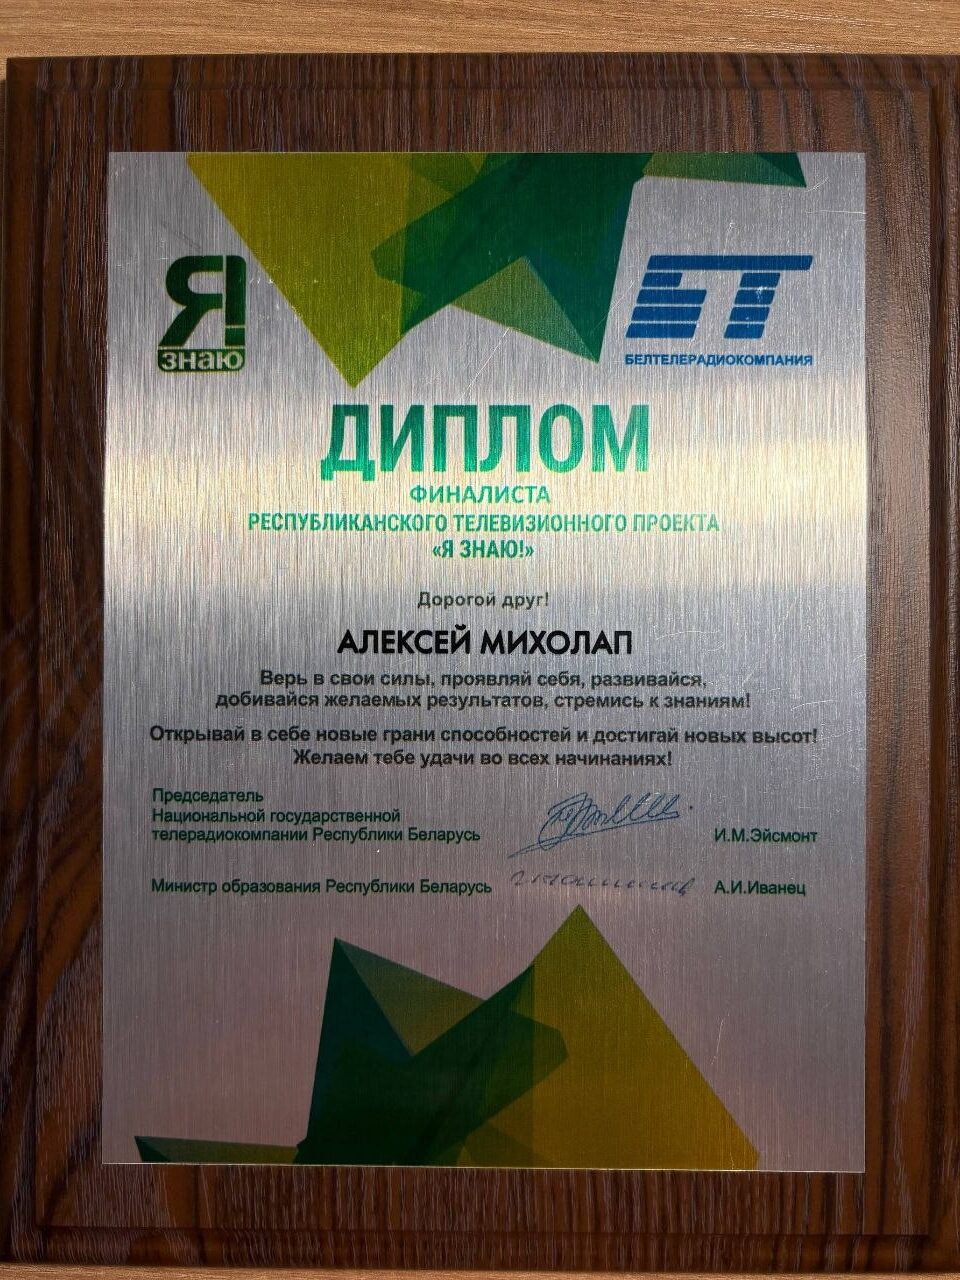 Я!
знаю
БТ
БЕЛТЕЛЕРАДИОКОМПАНИЯ
ДИПЛОМ
ФИНАЛИСТА
РЕСПУБЛИКАНСКОГО ТЕЛЕВИЗИОННОГО ПРОЕКТА
«Я ЗНАЮ!»
Дорогой друг!
АЛЕКСЕЙ МИХОЛАП
Верь в свои силы, проявляй себя, развивайся,
добивайся желаемых результатов, стремись к знаниям!
Открывай в себе новые грани способностей и достигай новых высот!
Желаем тебе удачи во всех начинаниях!
Председатель
Национальной государственной
телерадиокомпании Республики Беларусь
И.М.Эйсмонт
Министр образования Республики Беларусь
А.И.Иванец